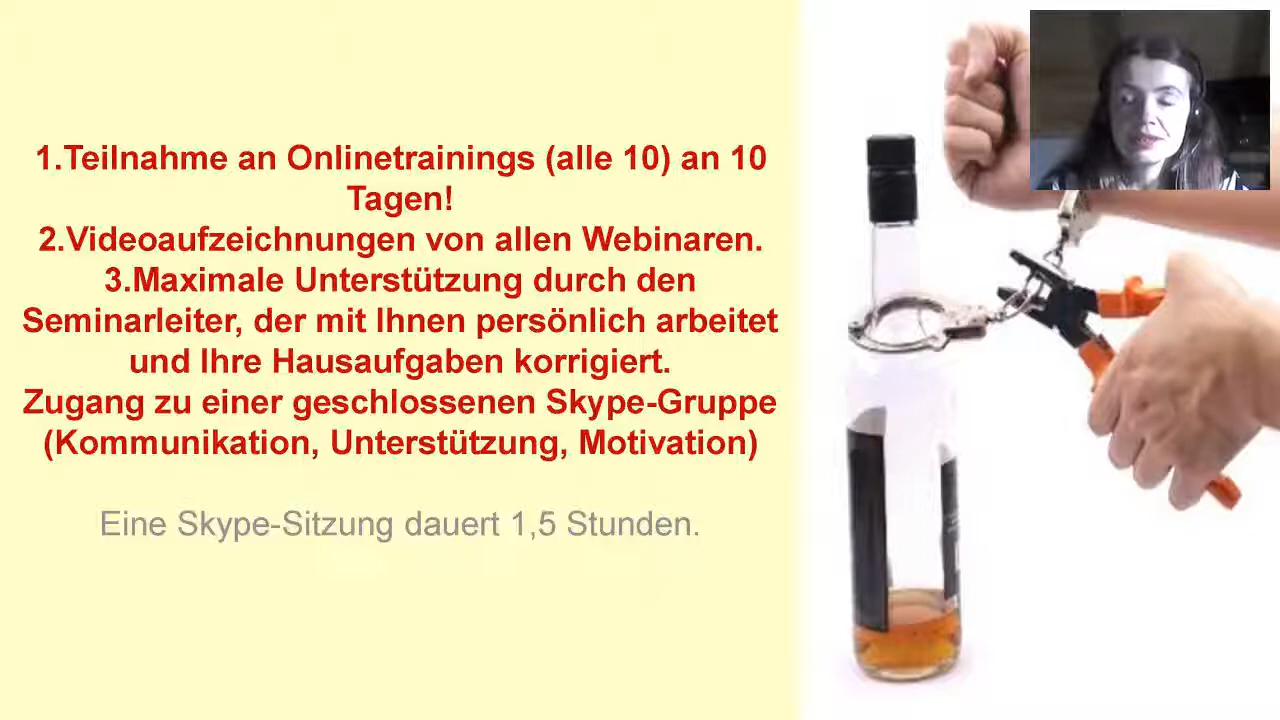 1.Teilnahme an Onlinetrainings (alle 10) an 10
Tagen!
2.Videoaufzeichnungen von allen Webinaren.
3.Maximale Unterstützung durch den
Seminarleiter, der mit Ihnen persönlich arbeitet
und Ihre Hausaufgaben korrigiert.
Zugang zu einer geschlossenen Skype-Gruppe
(Kommunikation, Unterstützung, Motivation)
Eine Skype-Sitzung dauert 1,5 Stunden.